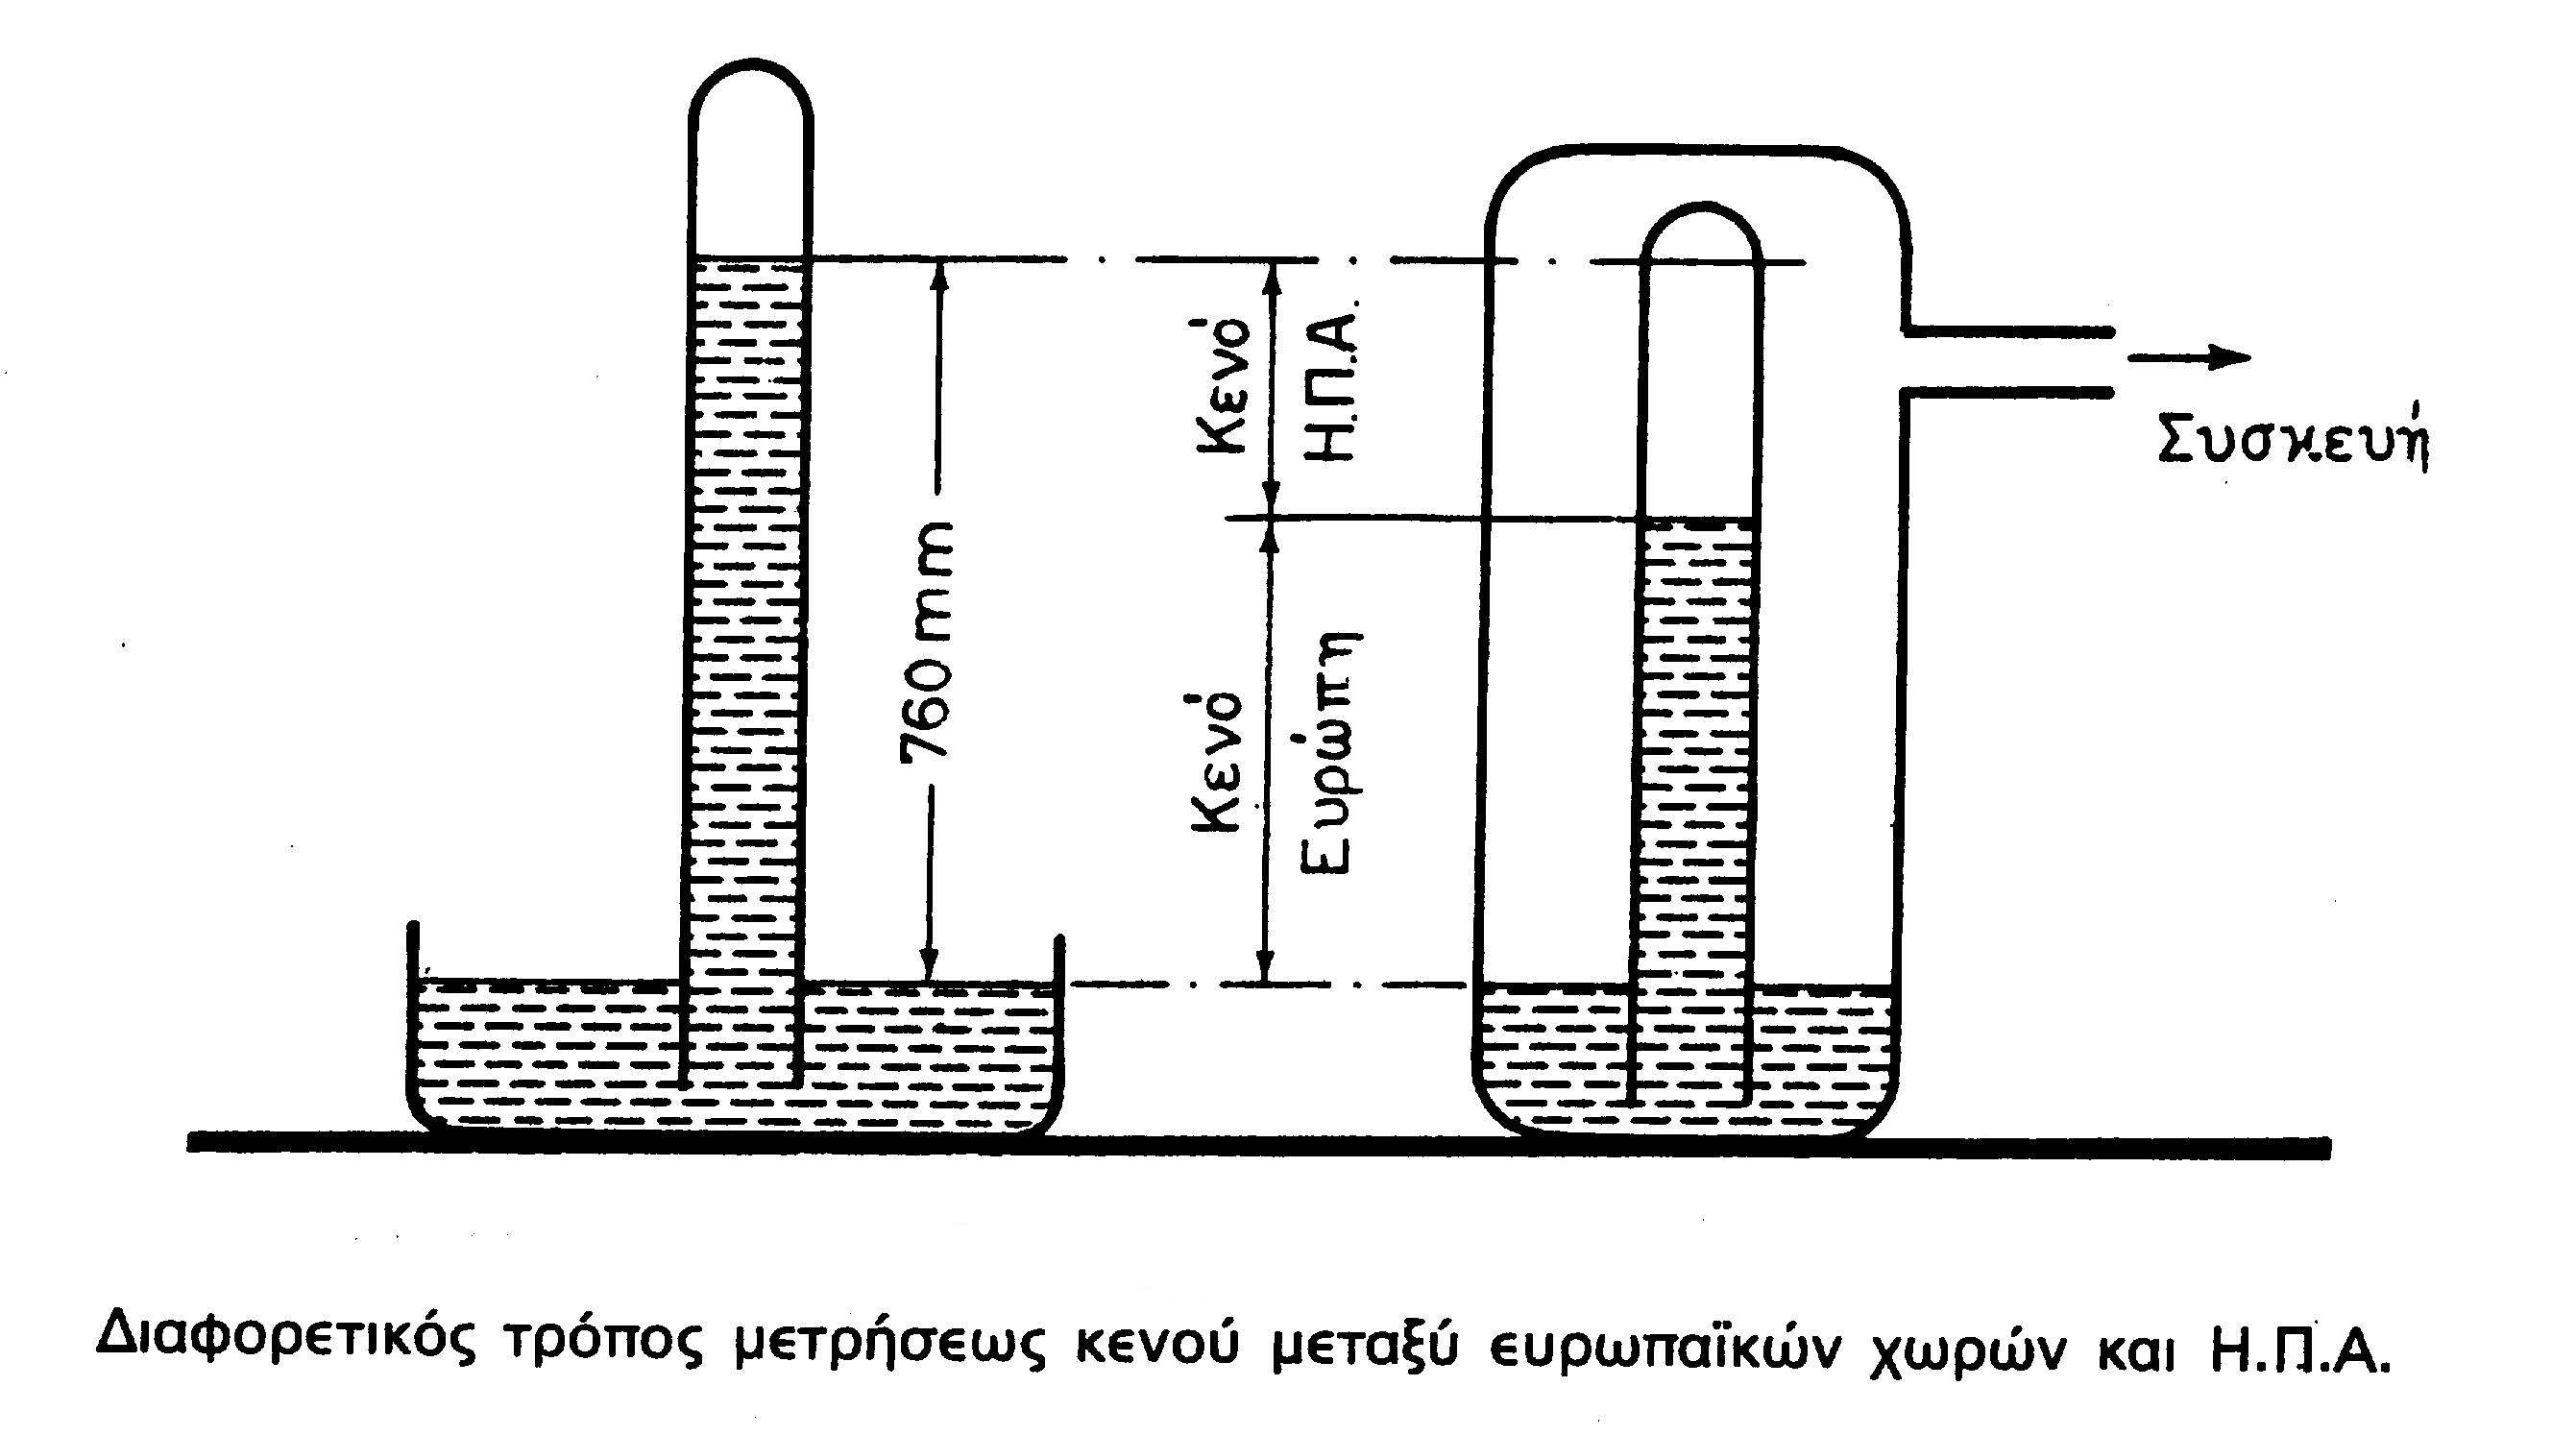 760 mm
Κενό
Η.Π.Α.
Κενό
Ευρώπη
Συσκευή
Διαφορετικός τρόπος μετρήσεως κενού μεταξύ ευρωπαϊκών χωρών και Η.Π.Α.